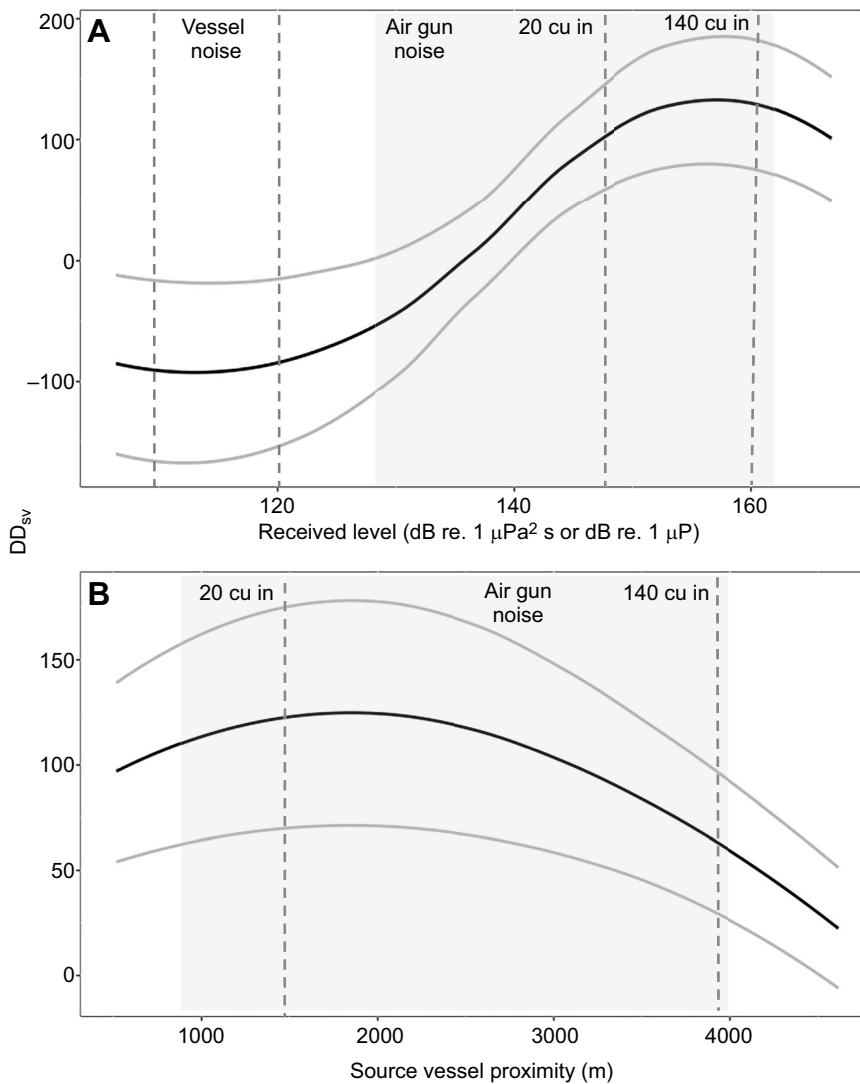 A
Vessel
noise
Air gun
noise
20 cu in
140 cu in
200
100
0
–100
120
140
160
Received level (dB re. 1 μPa² s or dB re. 1 μP)
DDsv
B
20 cu in
Air gun
noise
140 cu in
150
100
50
0
1000
2000
3000
4000
Source vessel proximity (m)